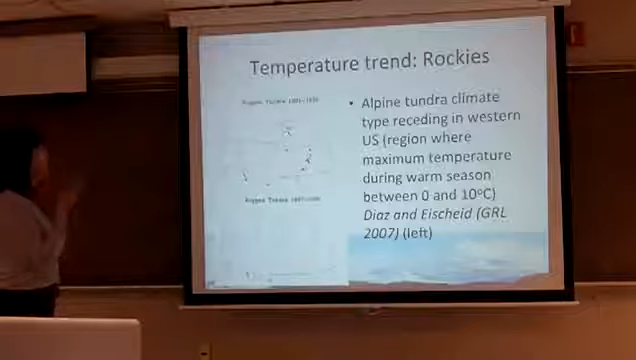 Temperature trend: Rockies
• Alpine tundra climate
type receding in western
US (region where
maximum temperature
during warm season
between 0 and 10°C)
Diaz and Eischeid (GRL
2007) (left)